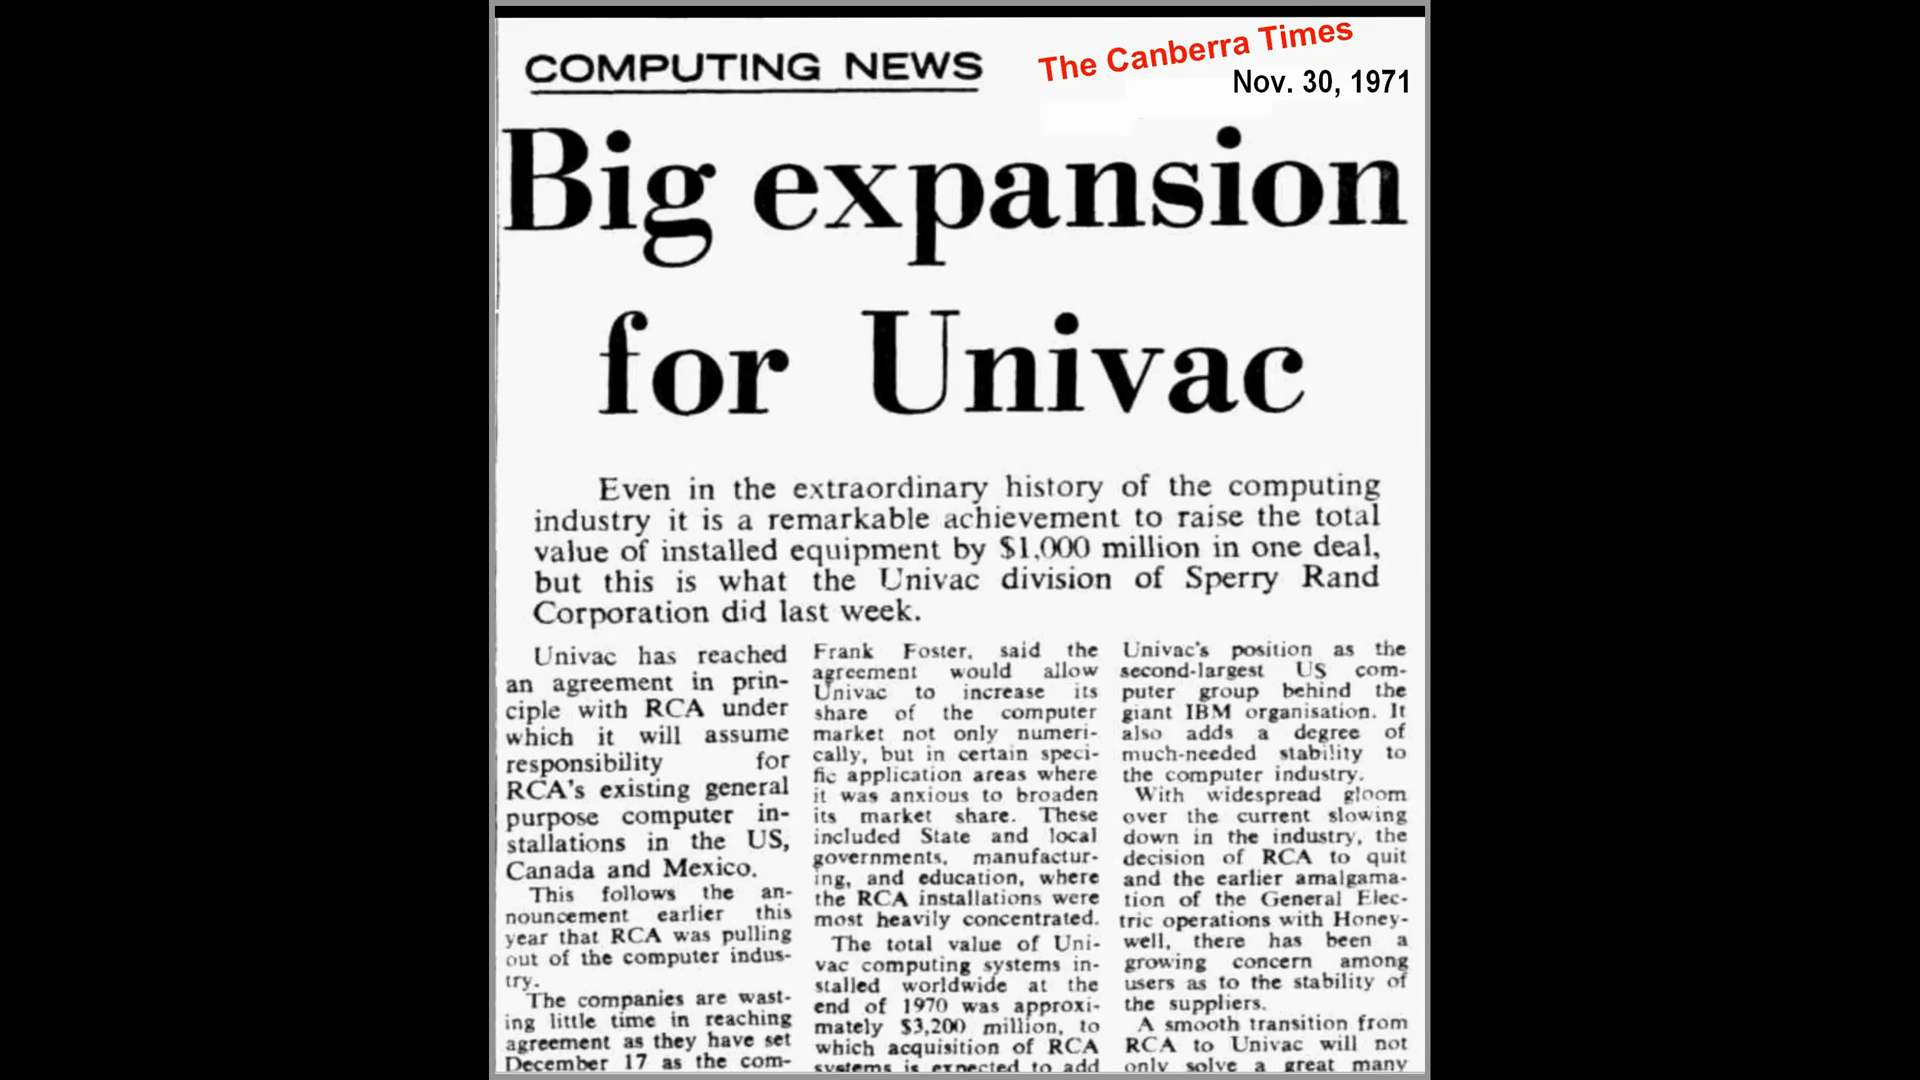 COMPUTING NEWS
The Canberra Times
Nov. 30, 1971
Big expansion
for Univac
Even in the extraordinary history of the computing
industry it is a remarkable achievement to raise the total
value of installed equipment by $1,000 million in one deal,
but this is what the Univac division of Sperry Rand
Corporation did last week.
Univac has reached
an agreement in prin-
ciple with RCA under
which it will assume
responsibility for
RCA's existing general
purpose computer in-
stallations in the US,
Canada and Mexico.
This follows the an-
nouncement earlier this
year that RCA was pulling
out of the computer indus-
try.
The companies are wast-
ing little time in reaching
agreement as they have set
December 17 as the com-
Frank Foster, said the
agreement would allow
Univac to increase its
share of the computer
market not only numeri-
cally, but in certain speci-
fic application areas where
it was anxious to broaden
its market share. These
included State and local
governments, manufactur-
ing, and education, where
the RCA installations were
most heavily concentrated.
The total value of Uni-
vac computing systems in-
stalled worldwide at the
end of 1970 was approxi-
mately $3,200 million, to
which acquisition of RCA
systems is expected to add
Univac's position as the
second-largest US com-
puter group behind the
giant IBM organisation. It
also adds a degree of
much-needed stability to
the computer industry.
With widespread gloom
over the current slowing
down in the industry, the
decision of RCA to quit
and the earlier amalgama-
tion of the General Elec-
tric operations with Honey-
well, there has been a
growing concern among
users as to the stability of
the suppliers.
A smooth transition from
RCA to Univac will not
only solve a great many